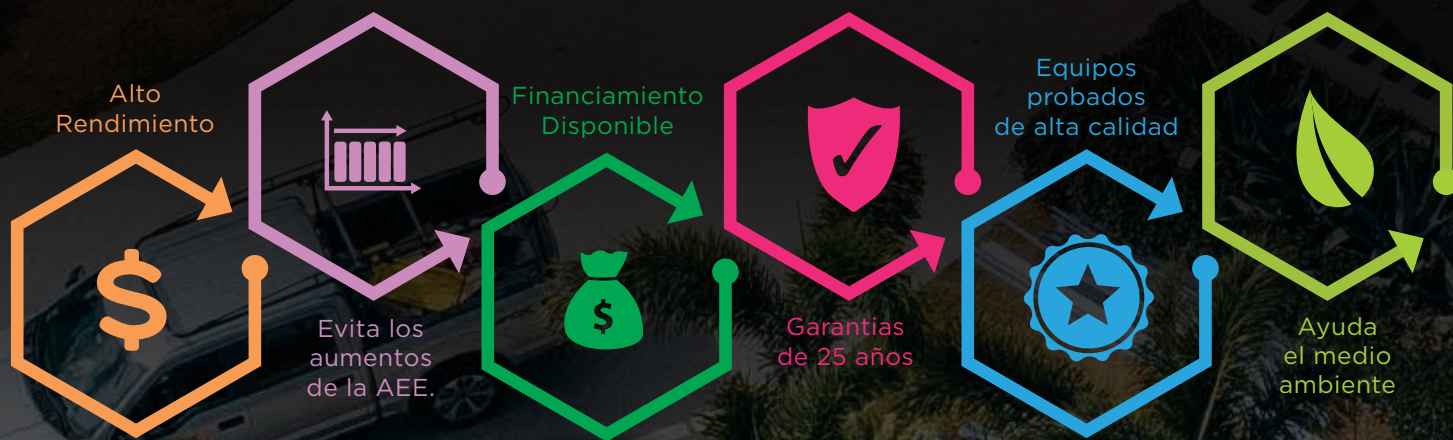 Alto
Rendimiento
Evita los
aumentos
de la AEE.
Financiamiento
Disponible
$
Garantias
de 25 años
Equipos
probados
de alta calidad
Ayuda
el medio
ambiente